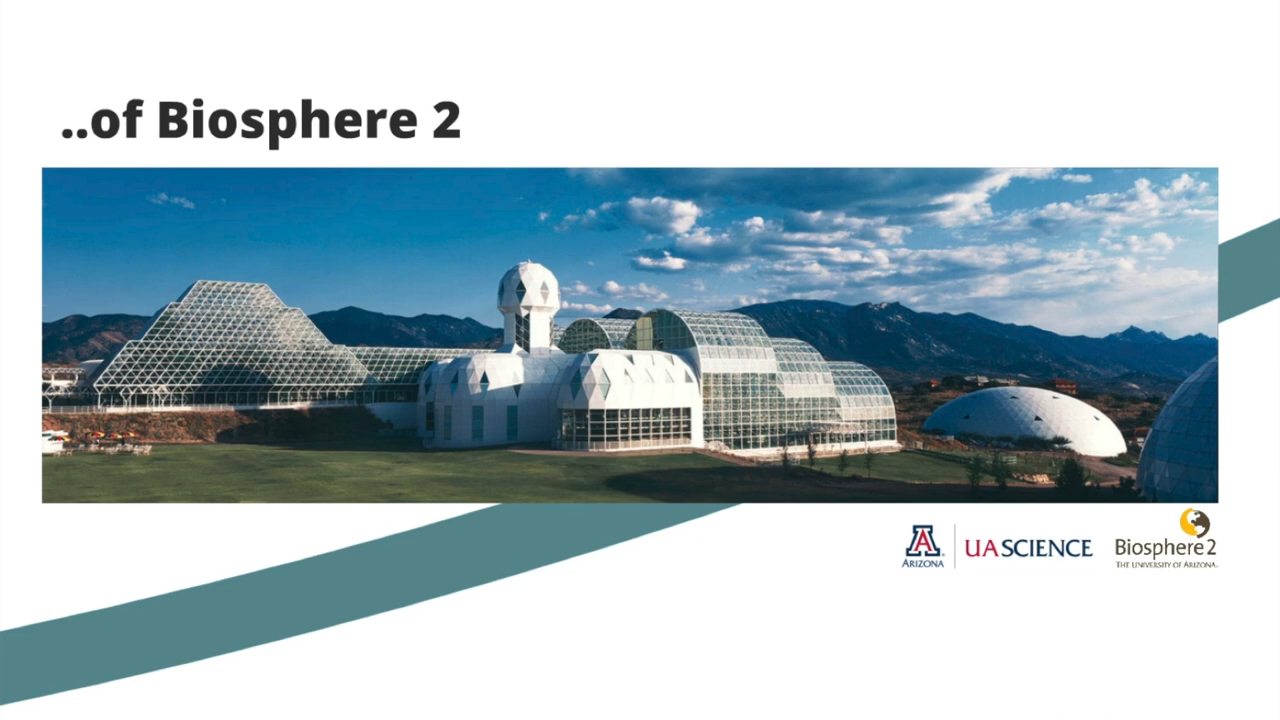 ..of Biosphere 2
A
ARIZONA
UASCIENCE
Biosphere 2
THE UNIVERSITY OF ARIZONA.